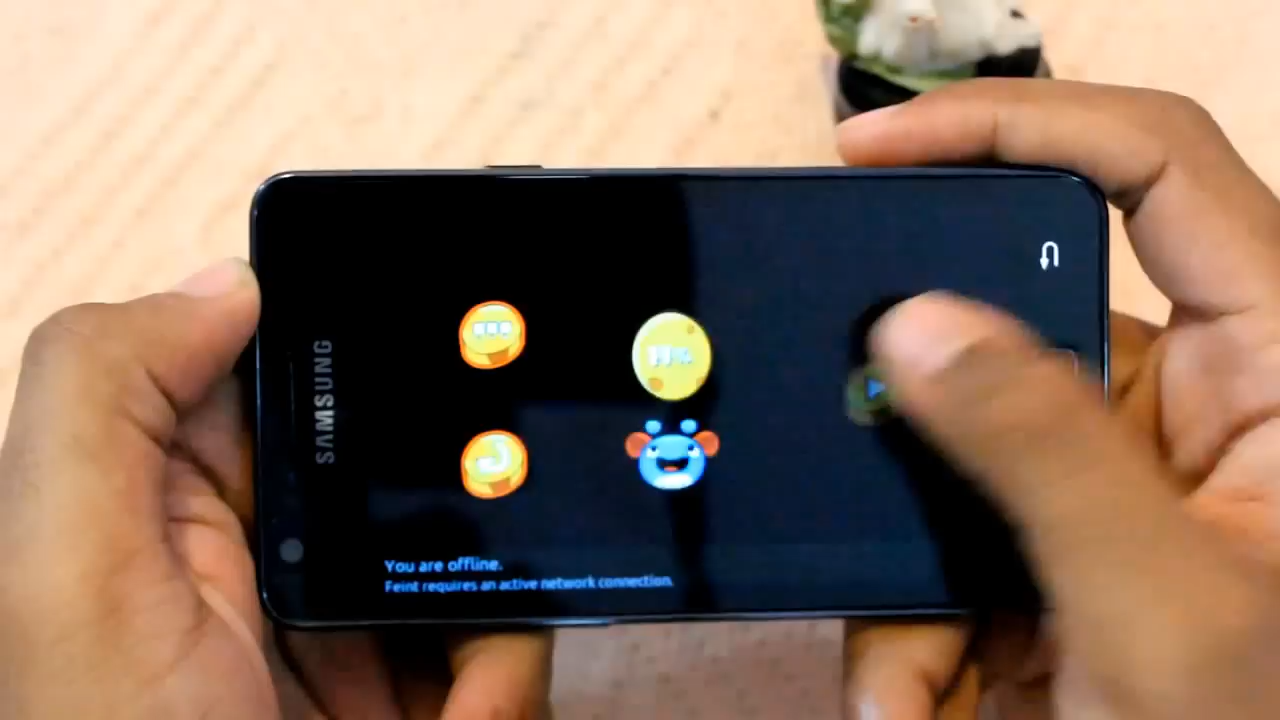 SAMSUNG
You are offline.
Feint requires an active network connection.